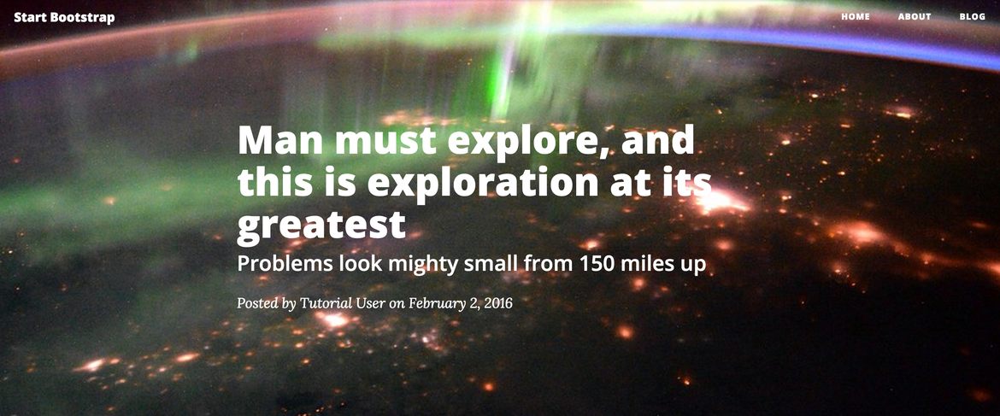 Start Bootstrap
HOME ABOUT BLOG
Man must explore, and
this is exploration at its
greatest
Problems look mighty small from 150 miles up
Posted by Tutorial User on February 2, 2016